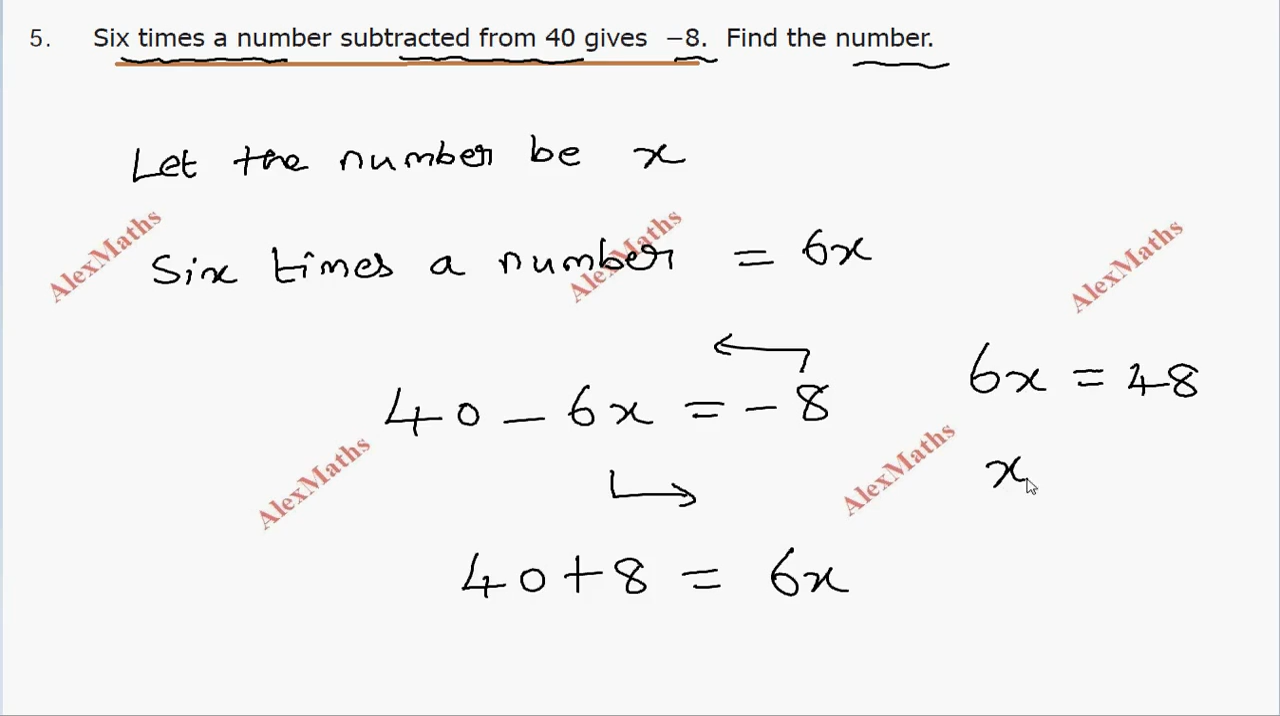 5. Six times a number subtracted from 40 gives −8. Find the number.
Let the number be x
AlexMaths AlexMaths AlexMaths
Six times a number = 6x
6x = 48
40 − 6x = −8
AlexMaths AlexMaths
x
40 + 8 = 6x